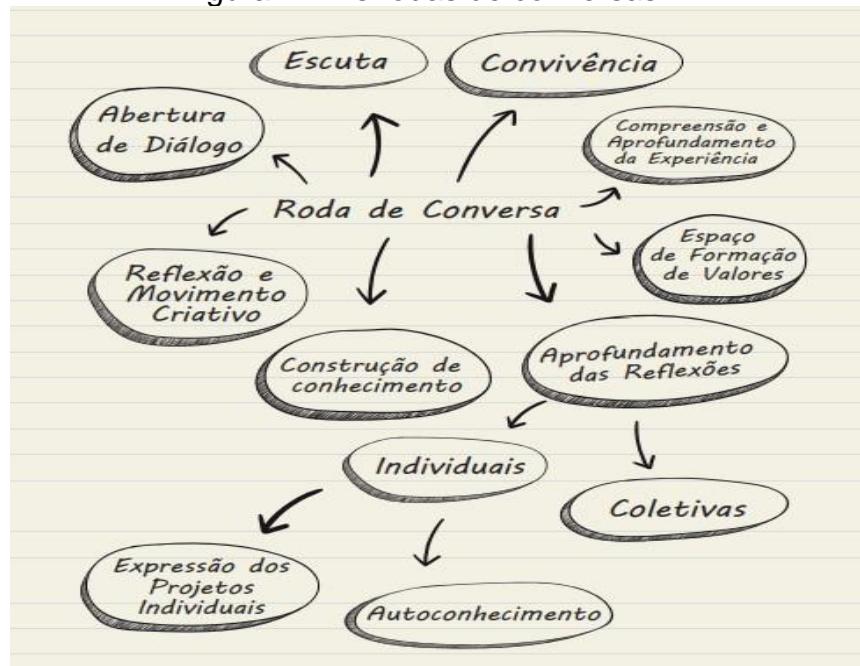 Escuta
Convivência
Abertura
de Diálogo
Compreensão e
Aprofundamento
da Experiência
Roda de Conversa
Espaço
de Formação
de Valores
Reflexão e
Movimento
Criativo
Construção de
conhecimento
Aprofundamento
das Reflexões
Individuais
Coletivas
Expressão dos
Projetos
Individuais
Autoconhecimento